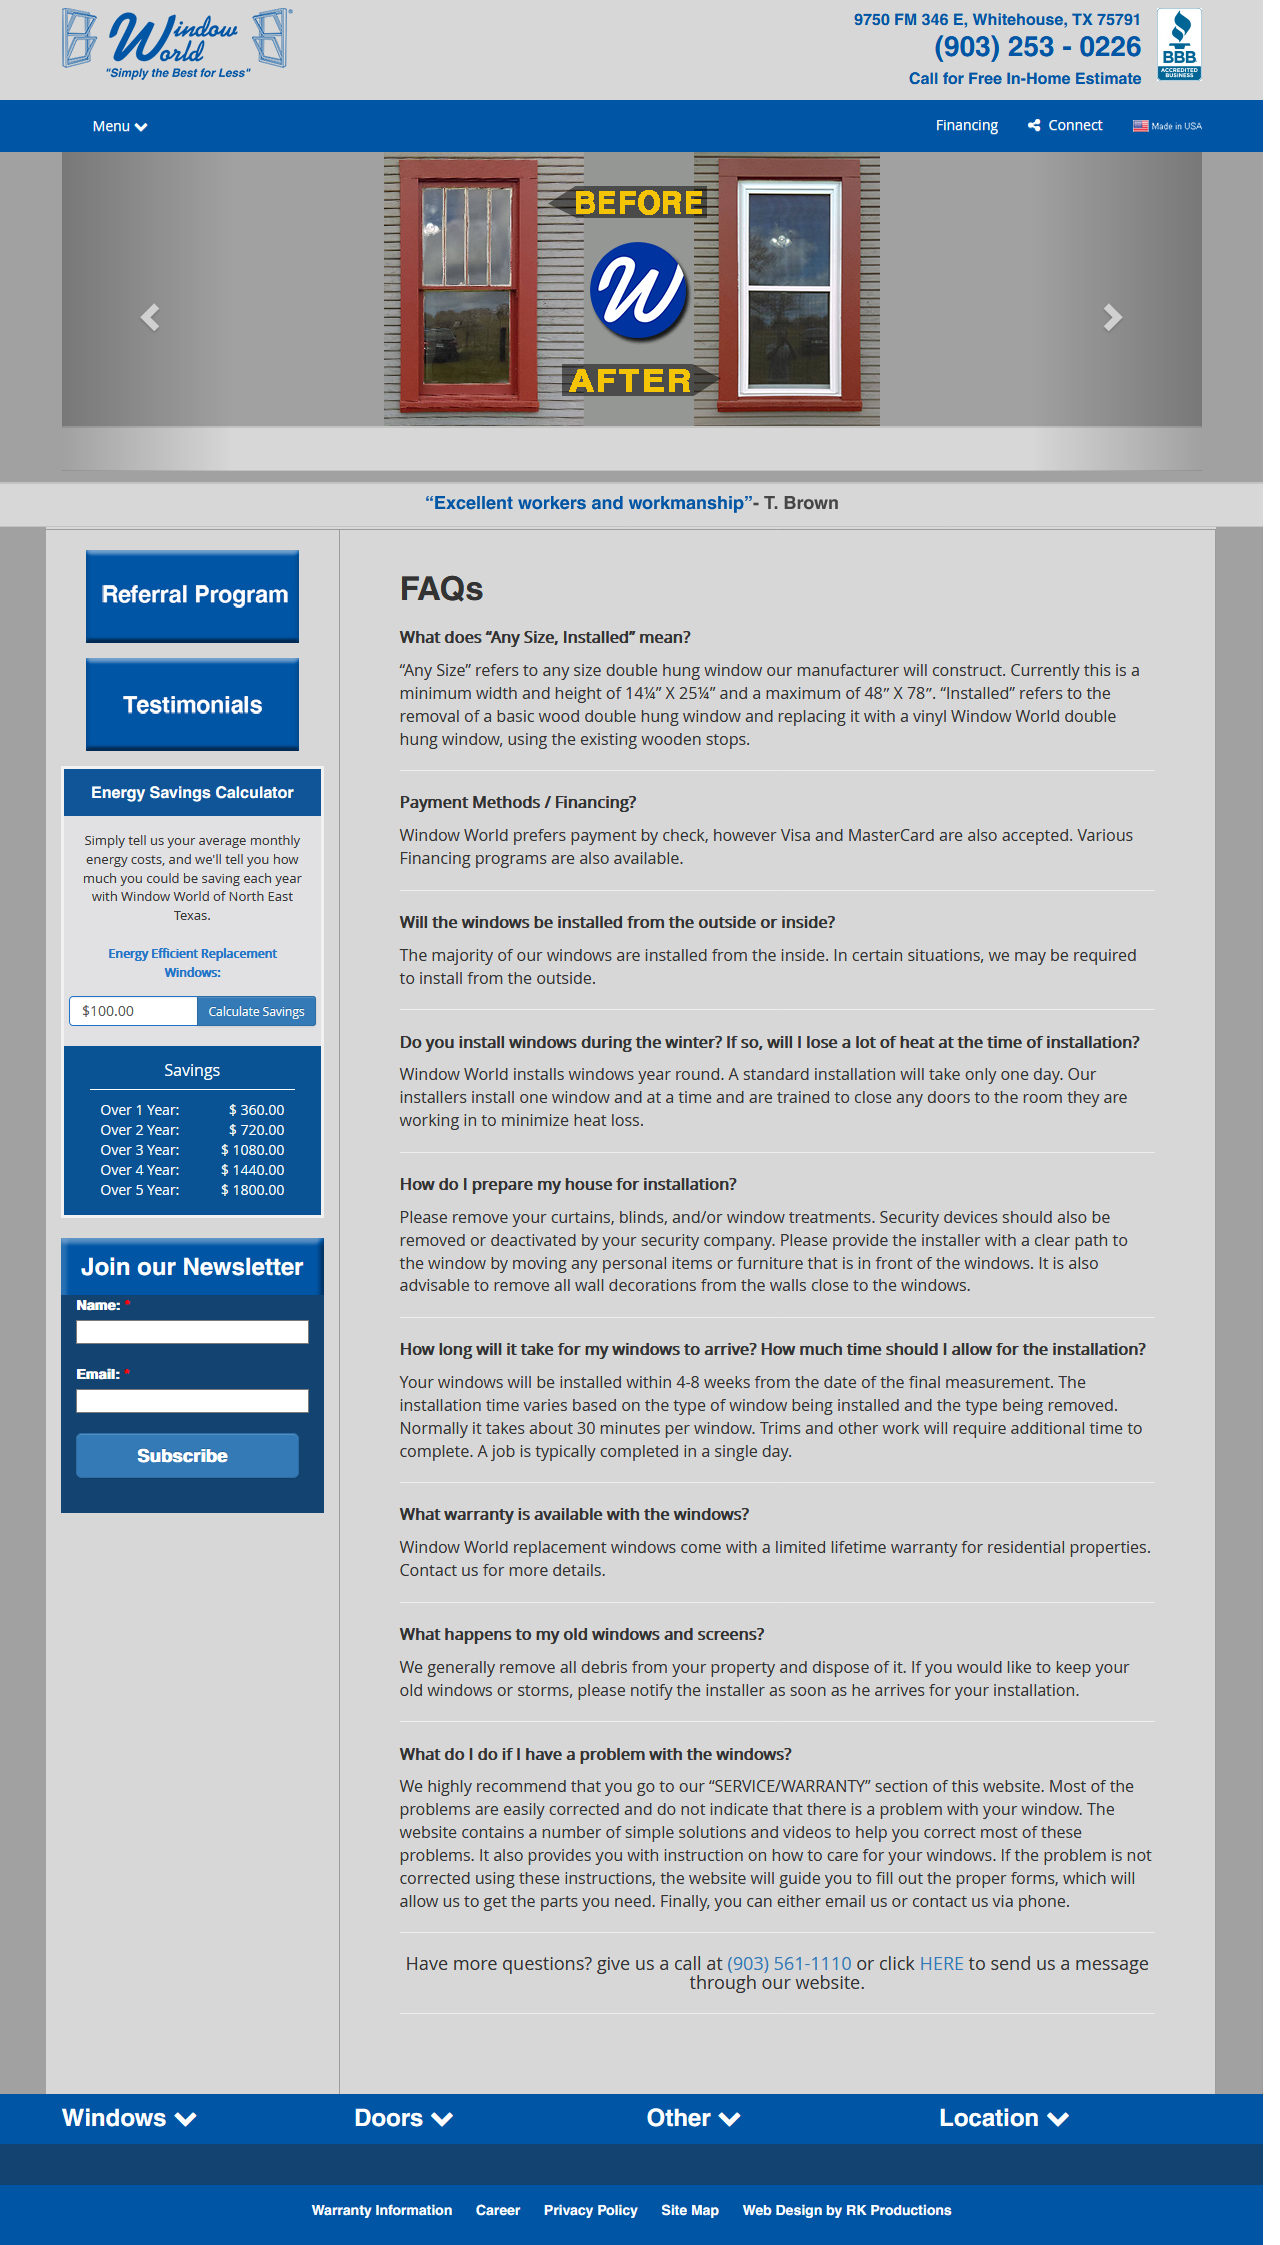 Window World
"Simply the Best for Less"
9750 FM 346 E, Whitehouse, TX 75791
(903) 253 - 0226
Call for Free In-Home Estimate
BBB
ACCREDITED
BUSINESS
Menu
Financing
Connect
Made in USA
BEFORE
W
AFTER
“Excellent workers and workmanship”- T. Brown
Referral Program
Testimonials
Energy Savings Calculator
Simply tell us your average monthly
energy costs, and we'll tell you how
much you could be saving each year
with Window World of North East
Texas.
Energy Efficient Replacement
Windows:
$100.00
Calculate Savings
Savings
Over 1 Year: $ 360.00
Over 2 Year: $ 720.00
Over 3 Year: $ 1080.00
Over 4 Year: $ 1440.00
Over 5 Year: $ 1800.00
Join our Newsletter
Name: *
Email: *
Subscribe
FAQs
What does “Any Size, Installed” mean?
“Any Size” refers to any size double hung window our manufacturer will construct. Currently this is a
minimum width and height of 14¼” X 25¼” and a maximum of 48” X 78”. “Installed” refers to the
removal of a basic wood double hung window and replacing it with a vinyl Window World double
hung window, using the existing wooden stops.
Payment Methods / Financing?
Window World prefers payment by check, however Visa and MasterCard are also accepted. Various
Financing programs are also available.
Will the windows be installed from the outside or inside?
The majority of our windows are installed from the inside. In certain situations, we may be required
to install from the outside.
Do you install windows during the winter? If so, will I lose a lot of heat at the time of installation?
Window World installs windows year round. A standard installation will take only one day. Our
installers install one window and at a time and are trained to close any doors to the room they are
working in to minimize heat loss.
How do I prepare my house for installation?
Please remove your curtains, blinds, and/or window treatments. Security devices should also be
removed or deactivated by your security company. Please provide the installer with a clear path to
the window by moving any personal items or furniture that is in front of the windows. It is also
advisable to remove all wall decorations from the walls close to the windows.
How long will it take for my windows to arrive? How much time should I allow for the installation?
Your windows will be installed within 4-8 weeks from the date of the final measurement. The
installation time varies based on the type of window being installed and the type being removed.
Normally it takes about 30 minutes per window. Trims and other work will require additional time to
complete. A job is typically completed in a single day.
What warranty is available with the windows?
Window World replacement windows come with a limited lifetime warranty for residential properties.
Contact us for more details.
What happens to my old windows and screens?
We generally remove all debris from your property and dispose of it. If you would like to keep your
old windows or storms, please notify the installer as soon as he arrives for your installation.
What do I do if I have a problem with the windows?
We highly recommend that you go to our “SERVICE/WARRANTY” section of this website. Most of the
problems are easily corrected and do not indicate that there is a problem with your window. The
website contains a number of simple solutions and videos to help you correct most of these
problems. It also provides you with instruction on how to care for your windows. If the problem is not
corrected using these instructions, the website will guide you to fill out the proper forms, which will
allow us to get the parts you need. Finally, you can either email us or contact us via phone.
Have more questions? give us a call at (903) 561-1110 or click HERE to send us a message
through our website.
Windows
Doors
Other
Location
Warranty Information
Career
Privacy Policy
Site Map
Web Design by RK Productions